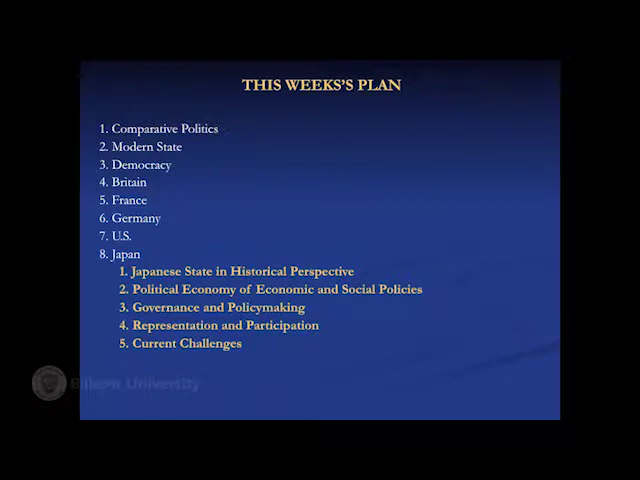 THIS WEEKS'S PLAN
1. Comparative Politics
2. Modern State
3. Democracy
4. Britain
5. France
6. Germany
7. U.S.
8. Japan
1. Japanese State in Historical Perspective
2. Political Economy of Economic and Social Policies
3. Governance and Policymaking
4. Representation and Participation
5. Current Challenges
Bilkent University